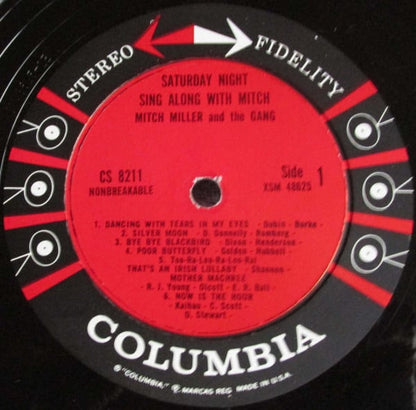 STEREO FIDELITY
SATURDAY NIGHT
SING ALONG WITH MITCH
MITCH MILLER and the GANG
CS 8211
NONBREAKABLE
Side 1
XSM 48625
1. DANCING WITH TEARS IN MY EYES - Dubin - Burke
2. SILVER MOON - D. Donnelly - Romberg
3. BYE BYE BLACKBIRD - Dixon - Henderson
4. POOR BUTTERFLY - Golden - Hubbell
5. Too-Ra-Loo-Ra-Loo-Ral
THAT'S AN IRISH LULLABY - Shannon
MOTHER MACHREE
- R. J. Young - Olcott - E. R. Ball -
6. NOW IS THE HOUR
- Kaihan - C. Scott -
D. Stewart -
COLUMBIA
® "COLUMBIA," ® MARCAS REG. MADE IN U.S.A.